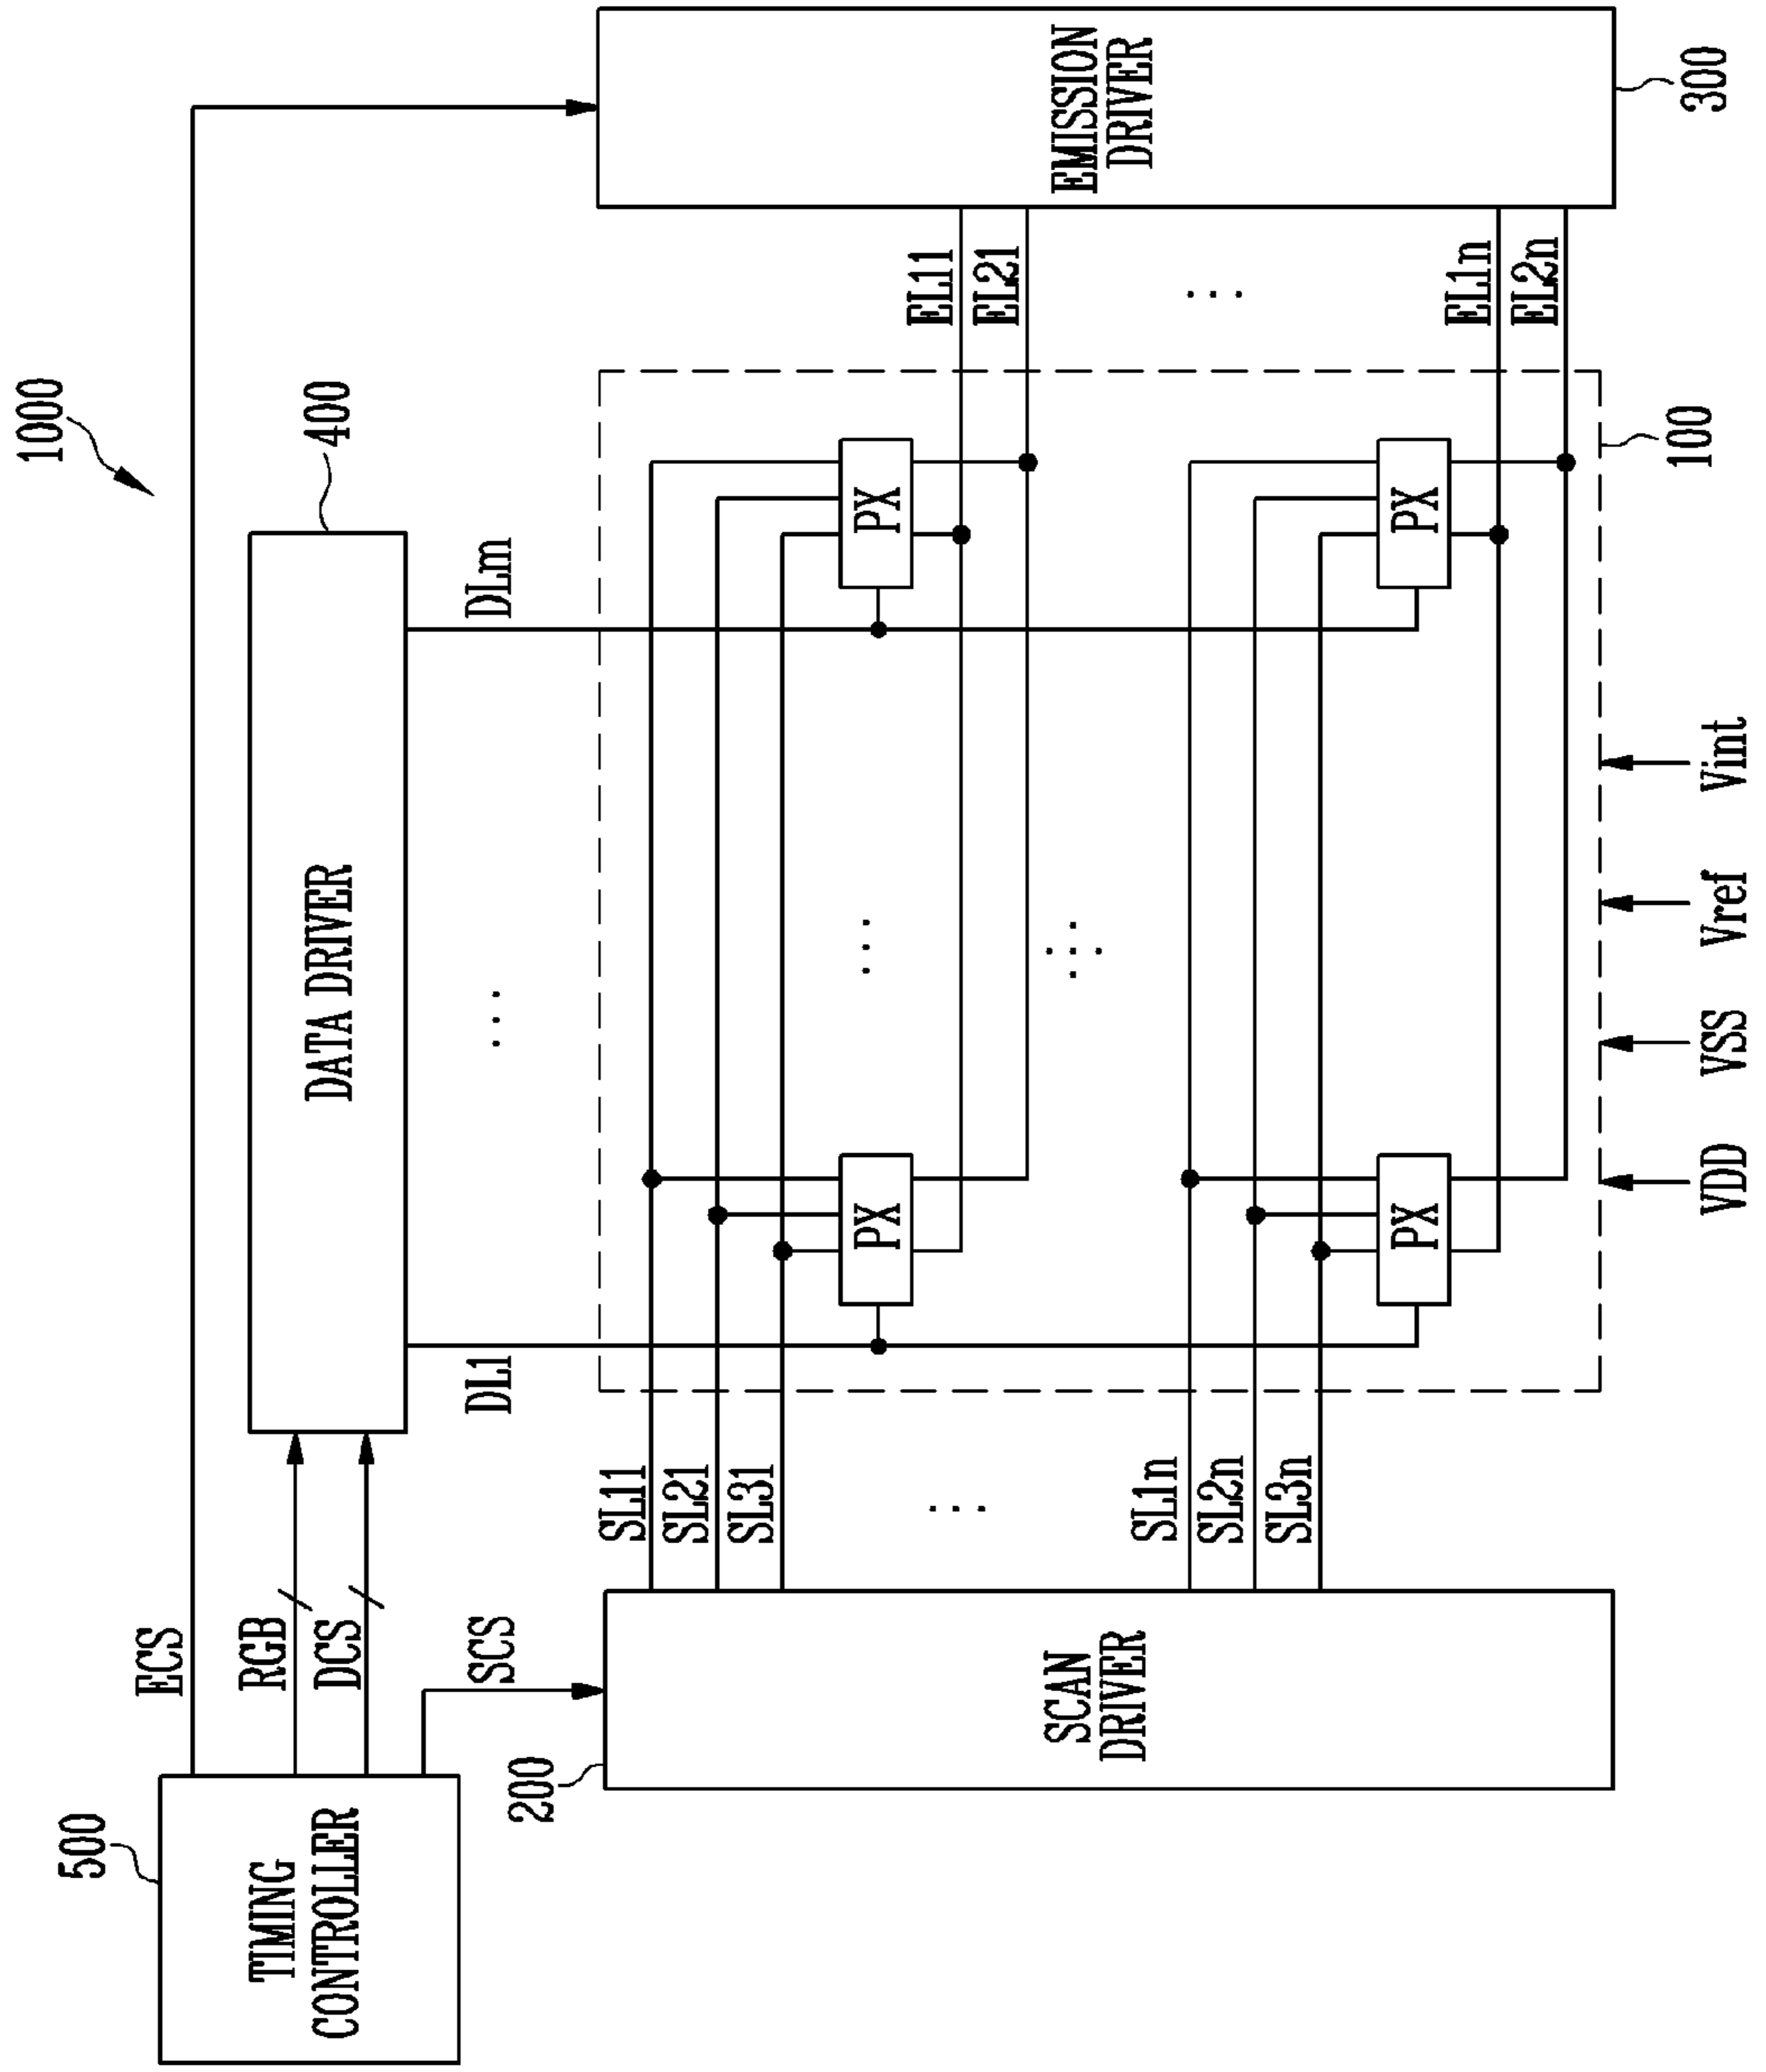 1000
500
TIMING
CONTROLLER
ECS
RGB
DCS
SCS
400
DATA DRIVER
DL1
...
DLm
200
SCAN
DRIVER
SL11
SL21
SL31
...
SL1n
SL2n
SL3n
PX
...
PX
PX
PX
EL11
EL21
...
EL1n
EL2n
EMISSION
DRIVER
300
100
VDD
VSS
Vref
Vint